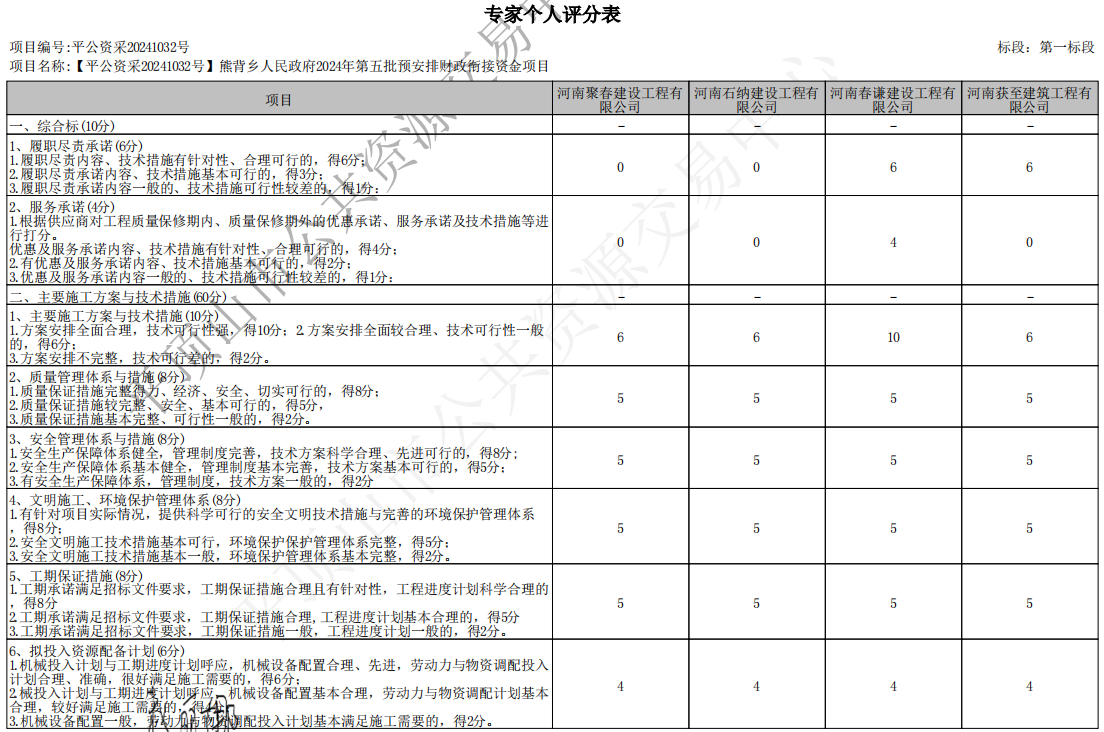 专家个人评分表
项目编号:平公资采20241032号
标段: 第一标段
项目名称:【平公资采20241032号】熊背乡人民政府2024年第五批预安排财政衔接资金项目
项目
河南聚春建设工程有
限公司
河南石纳建设工程有
限公司
河南春谦建设工程有
限公司
河南获至建筑工程有
限公司
一、综合标(10分)
–
–
–
–
1、履职尽责承诺(6分)
1.履职尽责内容、技术措施有针对性、合理可行的, 得6分;
2.履职尽责承诺内容、技术措施基本可行的, 得3分;
3.履职尽责承诺内容一般的、技术措施可行性较差的, 得1分:
0
0
6
6
2、服务承诺(4分)
1.根据供应商对工程质量保修期内、质量保修期外的优惠承诺、服务承诺及技术措施等进
行打分。
优惠及服务承诺内容、技术措施有针对性、合理可行的, 得4分;
2.有优惠及服务承诺内容、技术措施基本可行的, 得2分;
3.优惠及服务承诺内容一般的、技术措施可行性较差的, 得1分:
0
0
4
0
二、主要施工方案与技术措施(60分)
–
–
–
–
1、主要施工方案与技术措施(10分)
1.方案安排全面合理, 技术可行性强, 得10分; 2.方案安排全面较合理、技术可行性一般
的, 得6分;
3.方案安排不完整, 技术可行差的, 得2分。
6
6
10
6
2、质量管理体系与措施(8分)
1.质量保证措施完整得力、经济、安全、切实可行的, 得8分;
2.质量保证措施较完整、安全、基本可行的, 得5分,
3.质量保证措施基本完整、可行性一般的, 得2分。
5
5
5
5
3、安全管理体系与措施(8分)
1.安全生产保障体系健全, 管理制度完善, 技术方案科学合理、先进可行的, 得8分;
2.安全生产保障体系基本健全, 管理制度基本完善, 技术方案基本可行的, 得5分;
3.有安全生产保障体系, 管理制度, 技术方案一般的, 得2分
5
5
5
5
4、文明施工、环境保护管理体系(8分)
1.有针对项目实际情况, 提供科学可行的安全文明技术措施与完善的环境保护管理体系
, 得8分;
2.安全文明施工技术措施基本可行, 环境保护保护管理体系完整, 得5分;
3.安全文明施工技术措施基本一般, 环境保护管理体系基本完整, 得2分。
5
5
5
5
5、工期保证措施(8分)
1.工期承诺满足招标文件要求, 工期保证措施合理且有针对性, 工程进度计划科学合理的
, 得8分
2.工期承诺满足招标文件要求, 工期保证措施合理,工程进度计划基本合理的, 得5分
3.工期承诺满足招标文件要求, 工期保证措施一般, 工程进度计划一般的, 得2分。
5
5
5
5
6、拟投入资源配备计划(6分)
1.机械投入计划与工期进度计划呼应, 机械设备配置合理、先进, 劳动力与物资调配投入
计划合理、准确, 很好满足施工需要的, 得6分;
2.械投入计划与工期进度计划呼应, 机械设备配置基本合理, 劳动力与物资调配计划基本
合理, 较好满足施工需要的, 得4分;
3.机械设备配置一般, 劳动力与物资调配投入计划基本满足施工需要的, 得2分。
4
4
4
4
平顶山市公共资源交易中心
平顶山市公共资源交易中心